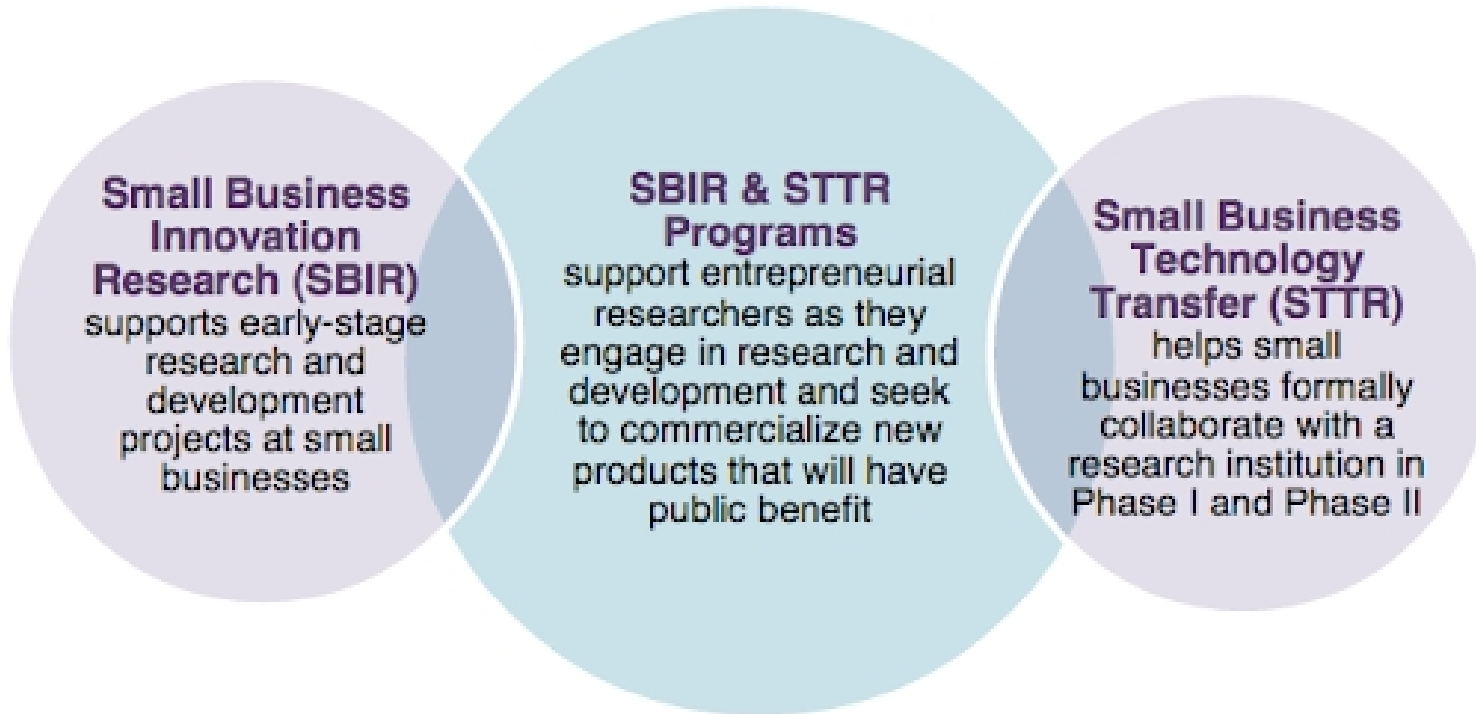 Small Business
Innovation
Research (SBIR)
supports early-stage
research and
development
projects at small
businesses
SBIR & STTR
Programs
support entrepreneurial
researchers as they
engage in research and
development and seek
to commercialize new
products that will have
public benefit
Small Business
Technology
Transfer (STTR)
helps small
businesses formally
collaborate with a
research institution in
Phase I and Phase II